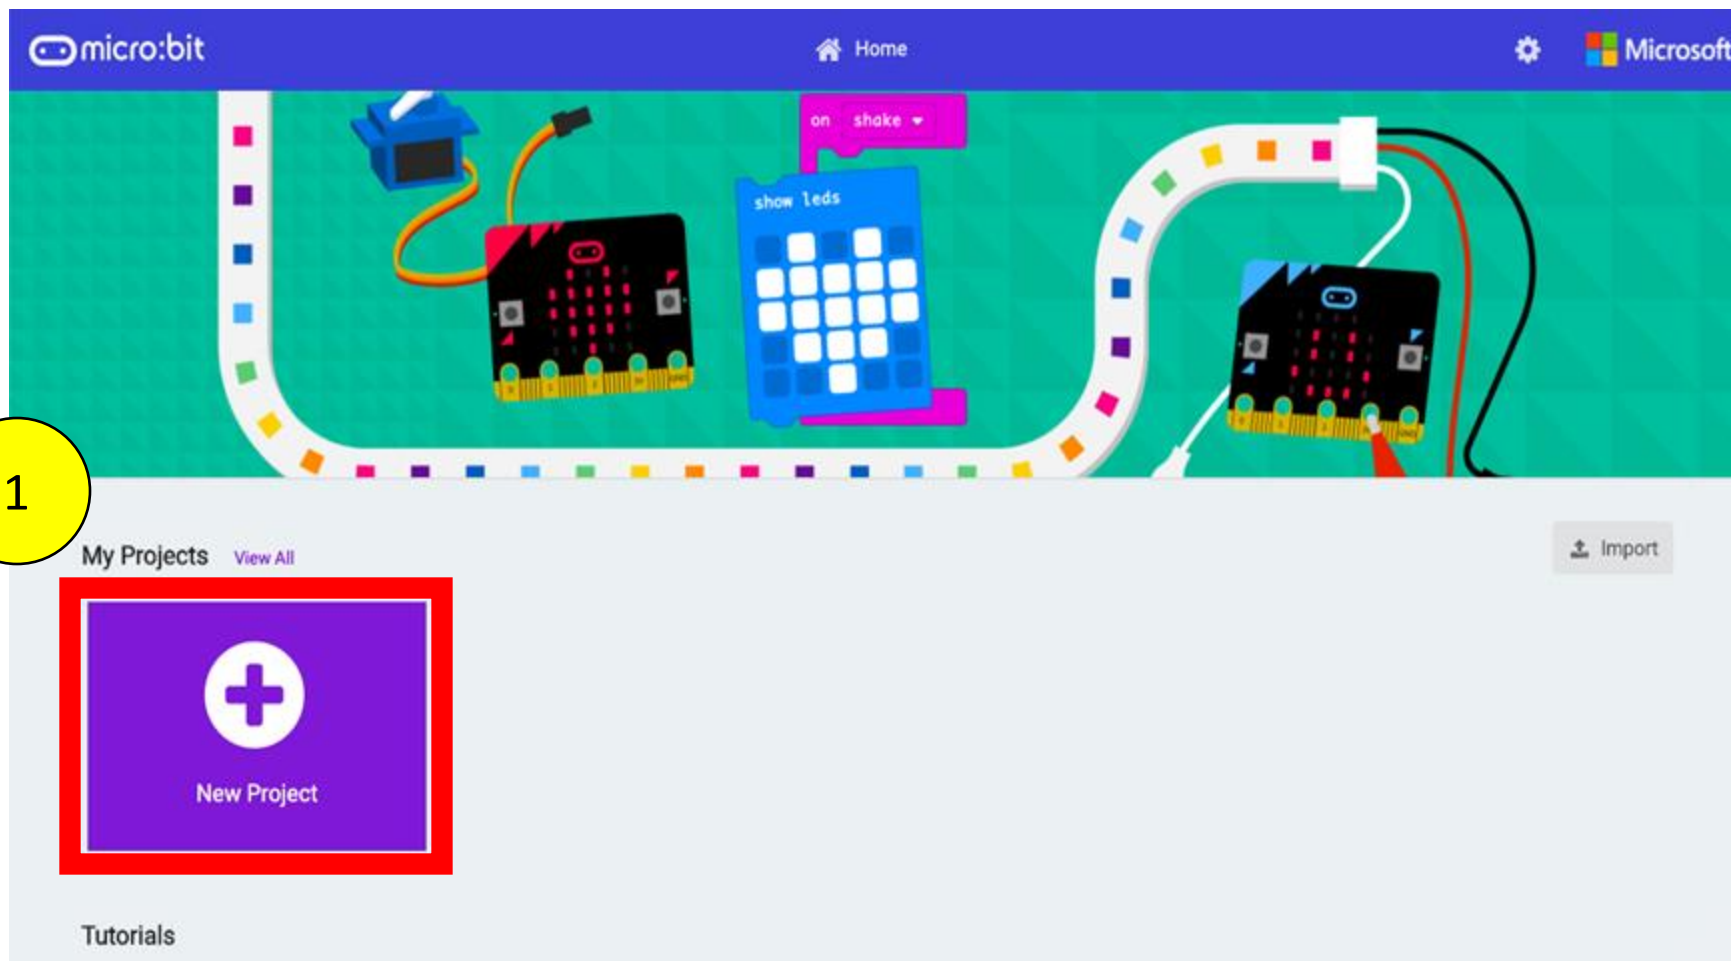 micro:bit
Home
Microsoft
on shake
show leds
1
My Projects View All
Import
New Project
Tutorials